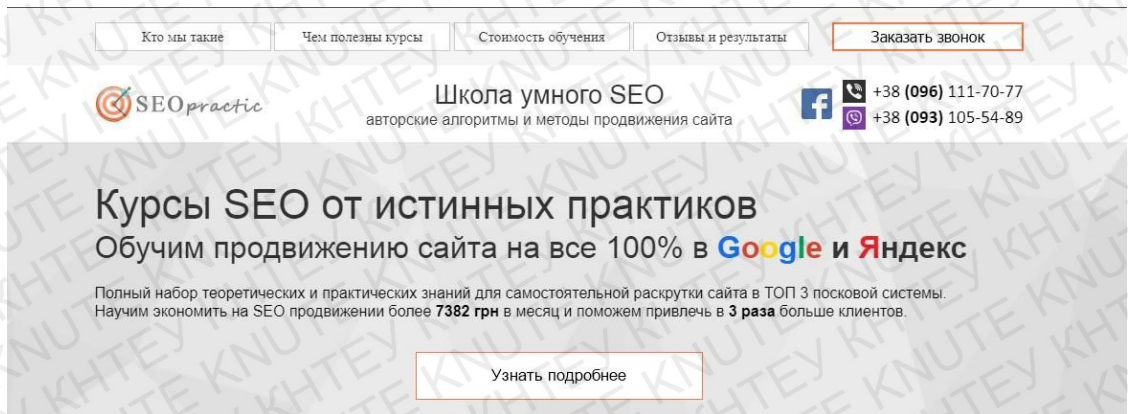 Кто мы такие
Чем полезны курсы
Стоимость обучения
Отзывы и результаты
Заказать звонок
SEOpractic
Школа умного SEO
авторские алгоритмы и методы продвижения сайта
+38 (096) 111-70-77
+38 (093) 105-54-89
Курсы SEO от истинных практиков
Обучим продвижению сайта на все 100% в Google и Яндекс
Полный набор теоретических и практических знаний для самостоятельной раскрутки сайта в ТОП 3 посковой системы.
Научим экономить на SEO продвижении более 7382 грн в месяц и поможем привлечь в 3 раза больше клиентов.
Узнать подробнее
KNUTE КНТЕУ